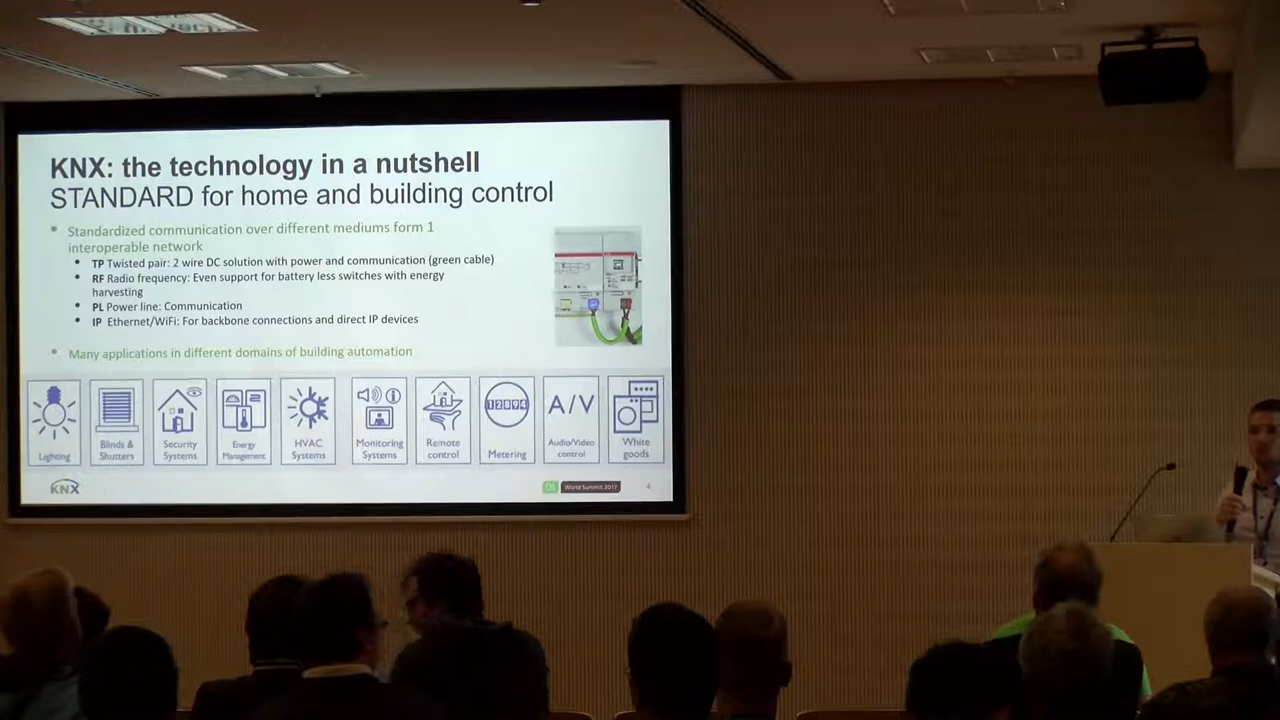 KNX: the technology in a nutshell
STANDARD for home and building control
Standardized communication over different mediums form 1
interoperable network
TP Twisted pair: 2 wire DC solution with power and communication (green cable)
RF Radio frequency: Even support for battery less switches with energy
harvesting
PL Power line: Communication
IP Ethernet/WiFi: For backbone connections and direct IP devices
Many applications in different domains of building automation
12894
A/V
Lighting
Blinds &
Shutters
Security
Systems
Energy
Management
HVAC
Systems
Monitoring
Systems
Remote
control
Metering
Audio/Video
control
White
goods
KNX
Qt World Summit 2017
4